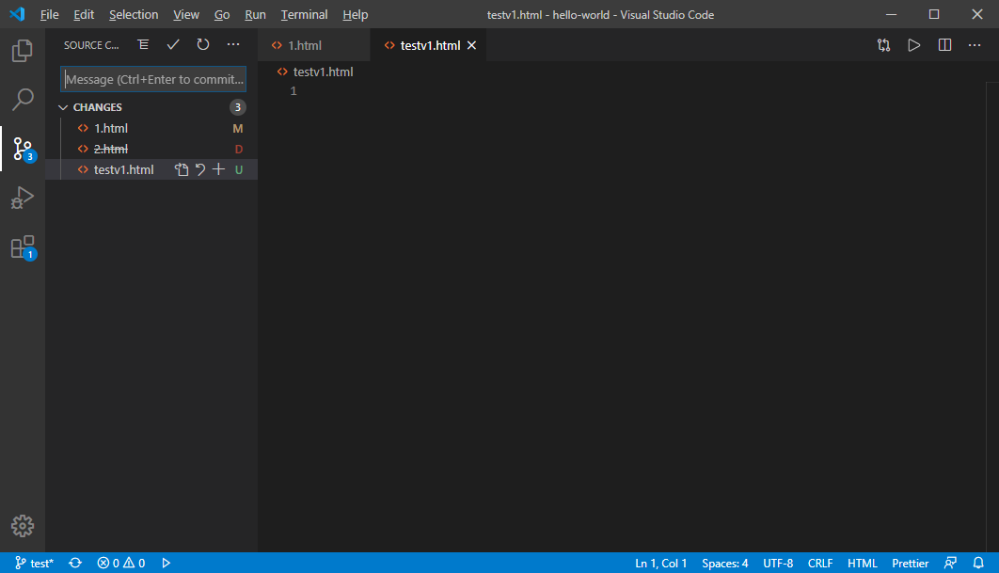 File Edit Selection View Go Run Terminal Help testv1.html - hello-world - Visual Studio Code
SOURCE C...
1.html testv1.html
Message (Ctrl+Enter to commit...
testv1.html
1
CHANGES 3
1.html M
2.html D
testv1.html U
3
1
test* 0 0 Ln 1, Col 1 Spaces: 4 UTF-8 CRLF HTML Prettier